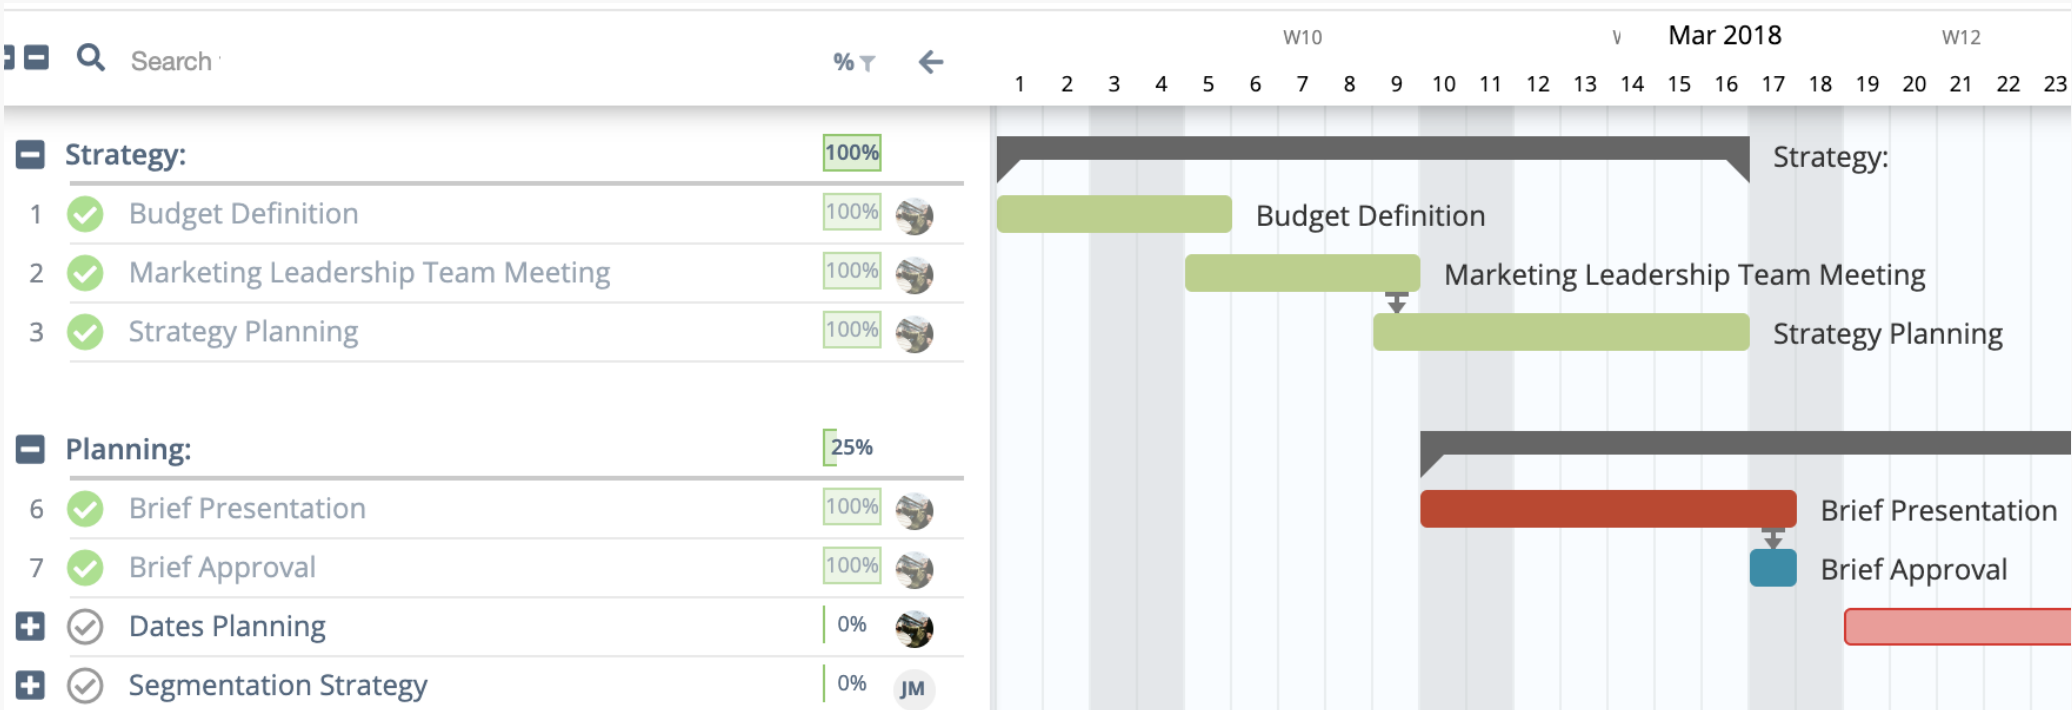 Search
%
W10
Mar 2018
W12
1 2 3 4 5 6 7 8 9 10 11 12 13 14 15 16 17 18 19 20 21 22 23
Strategy: 100% Strategy:
1 Budget Definition 100% Budget Definition
2 Marketing Leadership Team Meeting 100% Marketing Leadership Team Meeting
3 Strategy Planning 100% Strategy Planning
Planning: 25%
6 Brief Presentation 100% Brief Presentation
7 Brief Approval 100% Brief Approval
Dates Planning 0%
Segmentation Strategy 0% JM